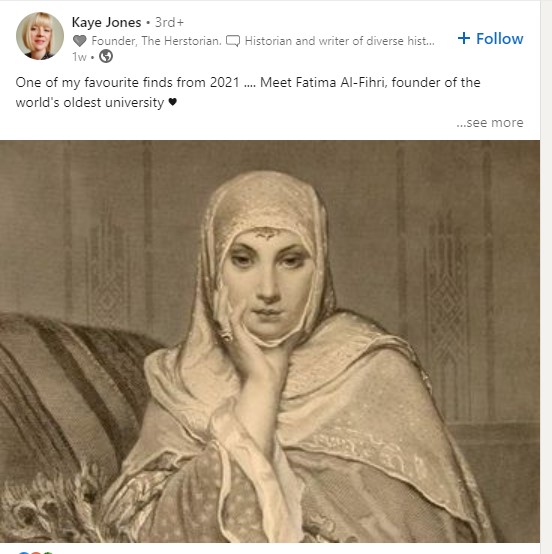 Kaye Jones • 3rd+
Founder, The Herstorian. Historian and writer of diverse hist...
+ Follow
1w •
One of my favourite finds from 2021 .... Meet Fatima Al-Fihri, founder of the
world's oldest university ♥
...see more